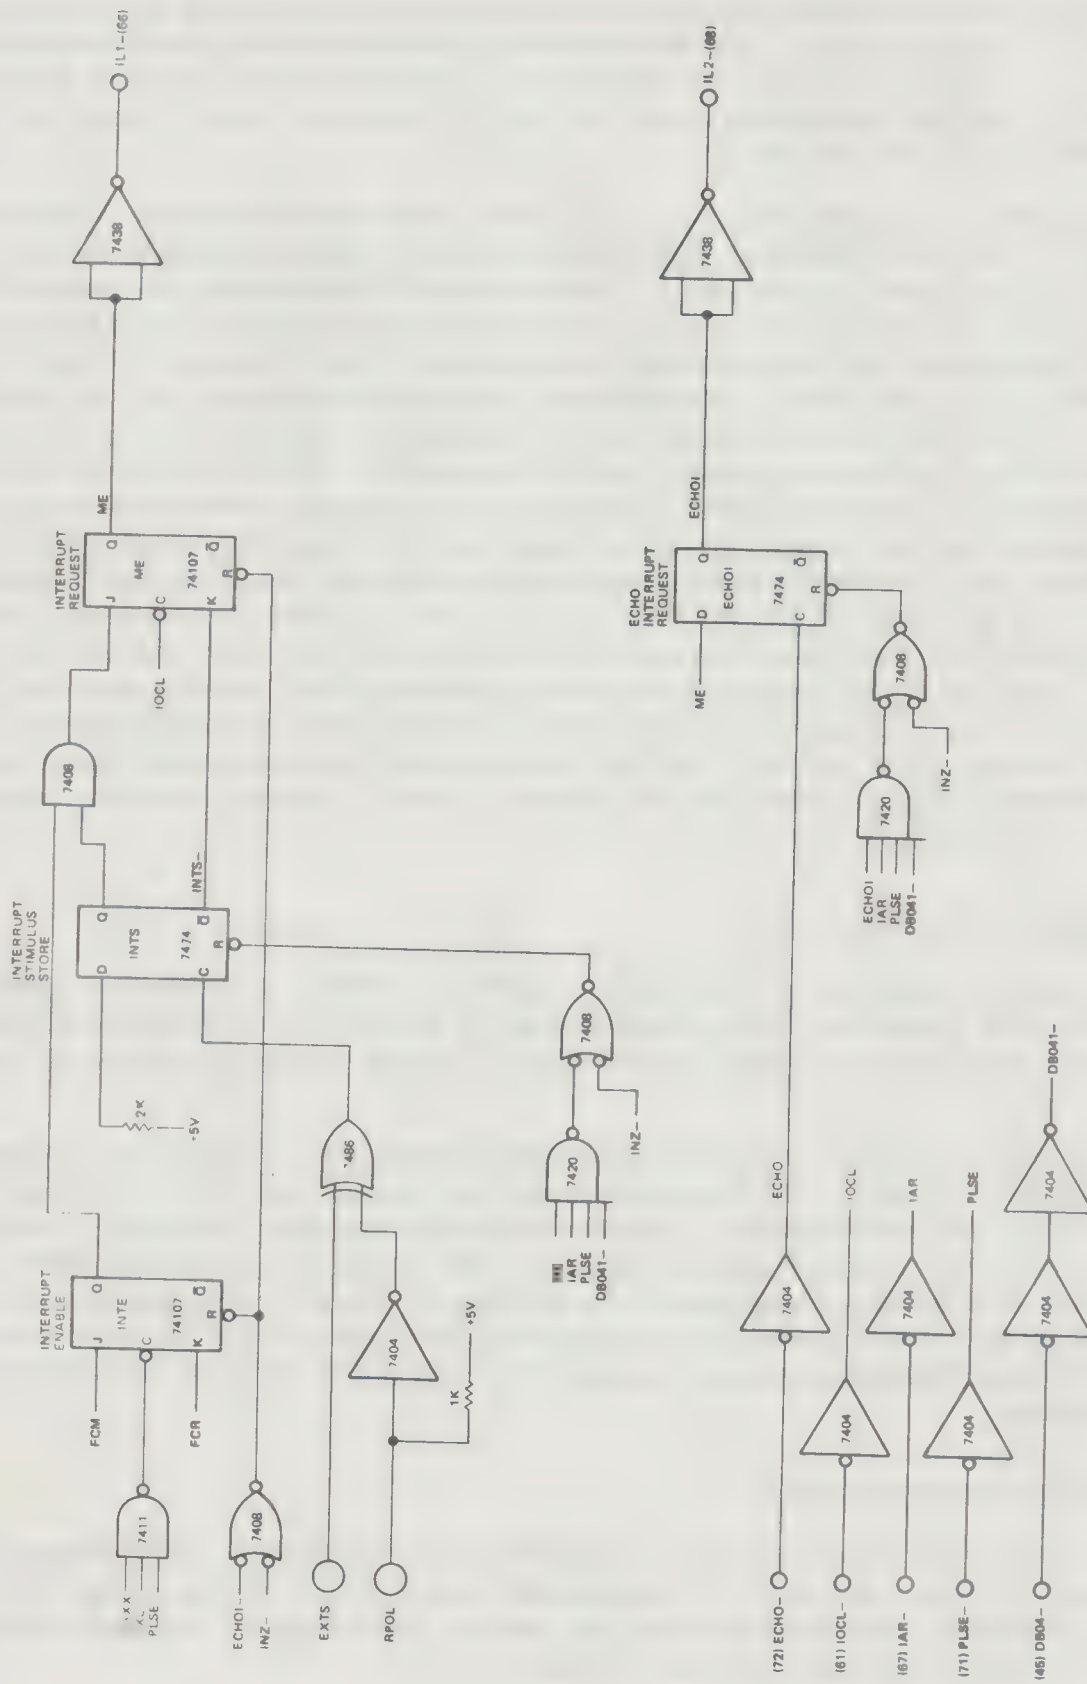 IL1-(66)
7438
ME
INTERRUPT
REQUEST
J
Q
ME
C
74107
K
Q̅
R
IOCL
7408
INTERRUPT
STIMULUS
STORE
D
Q
INTS
7474
C
Q̅
R
INTS-
2K
+5V
INTERRUPT
ENABLE
J
Q
INTE
C
74107
K
Q̅
R
FCM
FCR
7411
PLSE
7408
ECHOI-
INZ-
EXTS
RPOL
7486
7404
1K
+5V
7408
7420
INZ-
IAR
PLSE
DB041-
IL2-(68)
7438
ECHOI
ECHO
INTERRUPT
REQUEST
D
Q
ECHOI
7474
C
Q̅
R
ME
7408
7420
INZ-
ECHOI
IAR
PLSE
DB041-
(72) ECHO-
7404
ECHO
(61) IOCL-
7404
IOCL
(67) IAR-
7404
IAR
(71) PLSE-
7404
PLSE
(45) DB04-
7404
7404
DB041-